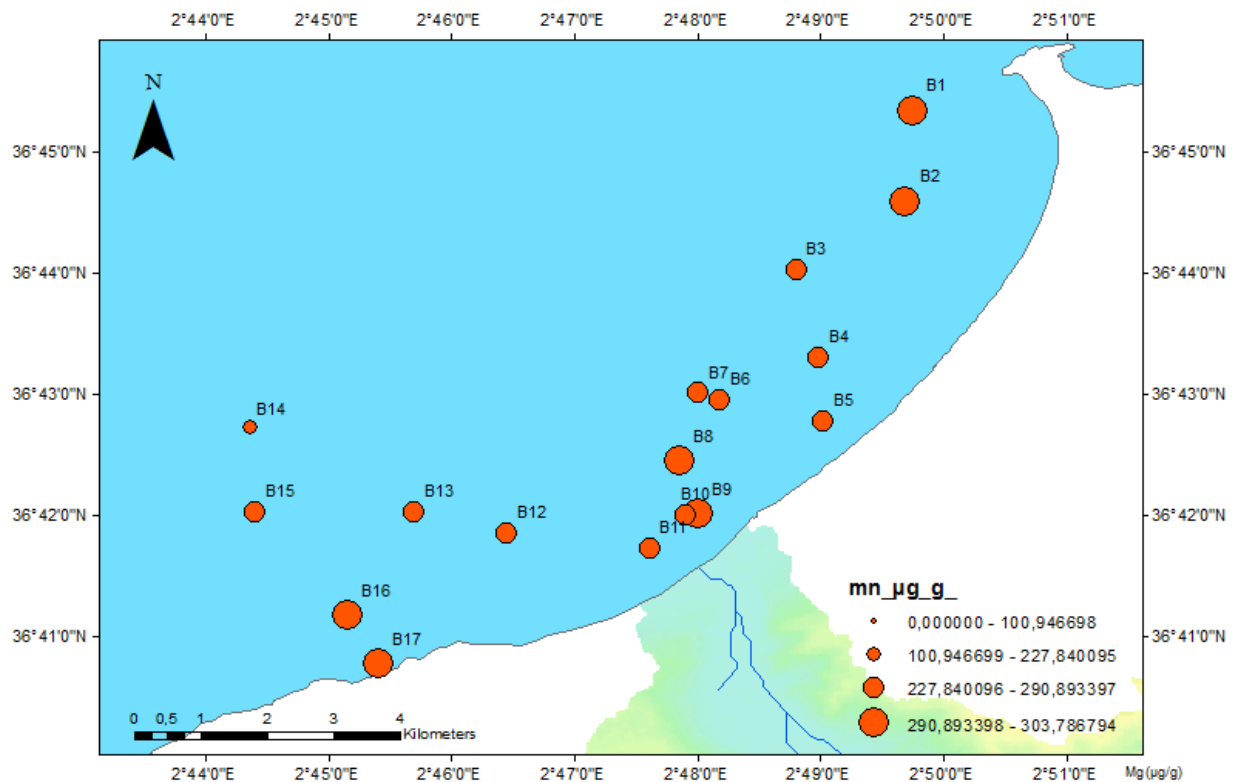 2°44'0"E 2°45'0"E 2°46'0"E 2°47'0"E 2°48'0"E 2°49'0"E 2°50'0"E 2°51'0"E
N
B1
36°45'0"N 36°45'0"N
B2
B3
36°44'0"N 36°44'0"N
B4
B7
B6
36°43'0"N 36°43'0"N
B5
B14
B8
B15 B13 B10 B9
36°42'0"N 36°42'0"N
B12 B11
B16
mn_µg_g_
36°41'0"N 36°41'0"N
0,000000 - 100,946698
B17
100,946699 - 227,840095
227,840096 - 290,893397
0 0,5 1 2 3 4
290,893398 - 303,786794
Kilometers
2°44'0"E 2°45'0"E 2°46'0"E 2°47'0"E 2°48'0"E 2°49'0"E 2°50'0"E 2°51'0"E
Mg(µg/g)